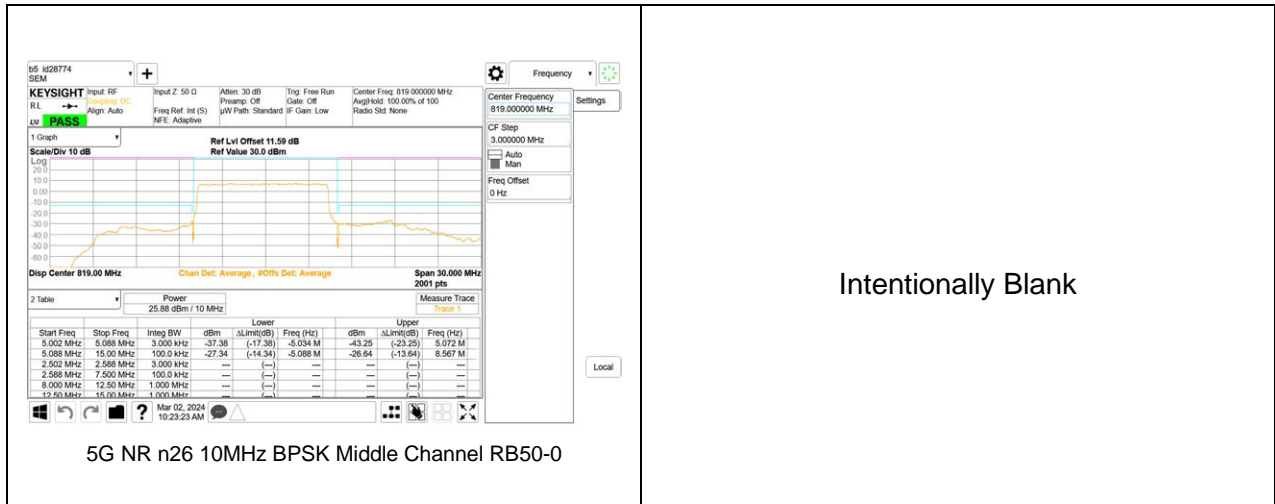 b5 id28774
SEM
Frequency
KEYSIGHT Input: RF Input Z: 50 Ω Atten: 30 dB Trig: Free Run Center Freq: 819.000000 MHz
R L Coupling: DC Preamp: Off Gate: Off Avg|Hold: 100.00% of 100
Align: Auto Freq Ref: Int (S) µW Path: Standard IF Gain: Low Radio Std: None
NFE: Adaptive
PASS
Center Frequency
819.000000 MHz
Settings
CF Step
3.000000 MHz
Auto
Man
Freq Offset
0 Hz
1 Graph
Ref Lvl Offset 11.59 dB
Scale/Div 10 dB Ref Value 30.0 dBm
Log
20.0
10.0
0.00
-10.0
-20.0
-30.0
-40.0
-50.0
-60.0
Disp Center 819.00 MHz Chan Det: Average , #Offs Det: Average Span 30.000 MHz
2001 pts
2 Table Power Measure Trace
25.88 dBm / 10 MHz Trace 1
Lower Upper
Start Freq Stop Freq Integ BW dBm ΔLimit(dB) Freq (Hz) dBm ΔLimit(dB) Freq (Hz)
5.002 MHz 5.088 MHz 3.000 kHz -37.38 (-17.38) -5.034 M -43.25 (-23.25) 5.072 M
5.088 MHz 15.00 MHz 100.0 kHz -27.34 (-14.34) -5.088 M -26.64 (-13.64) 8.567 M
2.502 MHz 2.588 MHz 3.000 kHz --- (---) --- --- (---) ---
2.588 MHz 7.500 MHz 100.0 kHz --- (---) --- --- (---) ---
8.000 MHz 12.50 MHz 1.000 MHz --- (---) --- --- (---) ---
12.50 MHz 15.00 MHz 1.000 MHz --- (---) --- --- (---) ---
Local
? Mar 02, 2024
10:23:23 AM
5G NR n26 10MHz BPSK Middle Channel RB50-0
Intentionally Blank